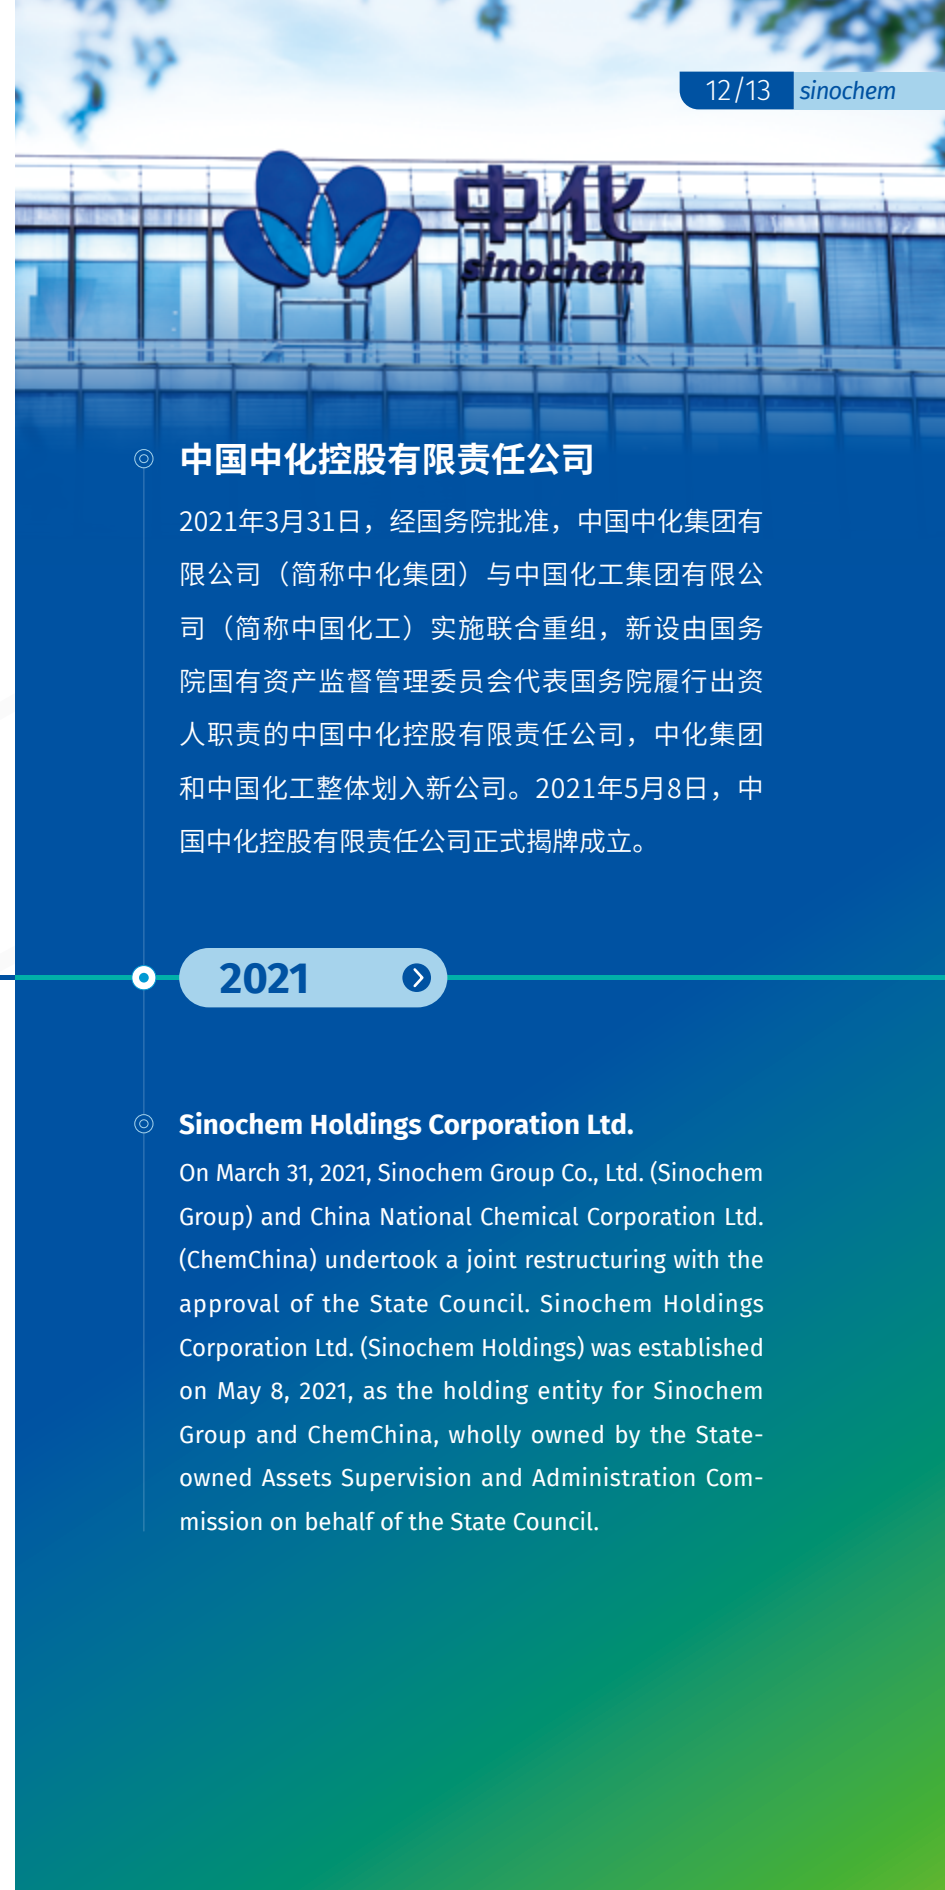 12/13 sinochem
中化
sinochem
中国中化控股有限责任公司
2021年3月31日，经国务院批准，中国中化集团有
限公司（简称中化集团）与中国化工集团有限公
司（简称中国化工）实施联合重组，新设由国务
院国有资产监督管理委员会代表国务院履行出资
人职责的中国中化控股有限责任公司，中化集团
和中国化工整体划入新公司。2021年5月8日，中
国中化控股有限责任公司正式揭牌成立。
2021
Sinochem Holdings Corporation Ltd.
On March 31, 2021, Sinochem Group Co., Ltd. (Sinochem
Group) and China National Chemical Corporation Ltd.
(ChemChina) undertook a joint restructuring with the
approval of the State Council. Sinochem Holdings
Corporation Ltd. (Sinochem Holdings) was established
on May 8, 2021, as the holding entity for Sinochem
Group and ChemChina, wholly owned by the State-
owned Assets Supervision and Administration Com-
mission on behalf of the State Council.